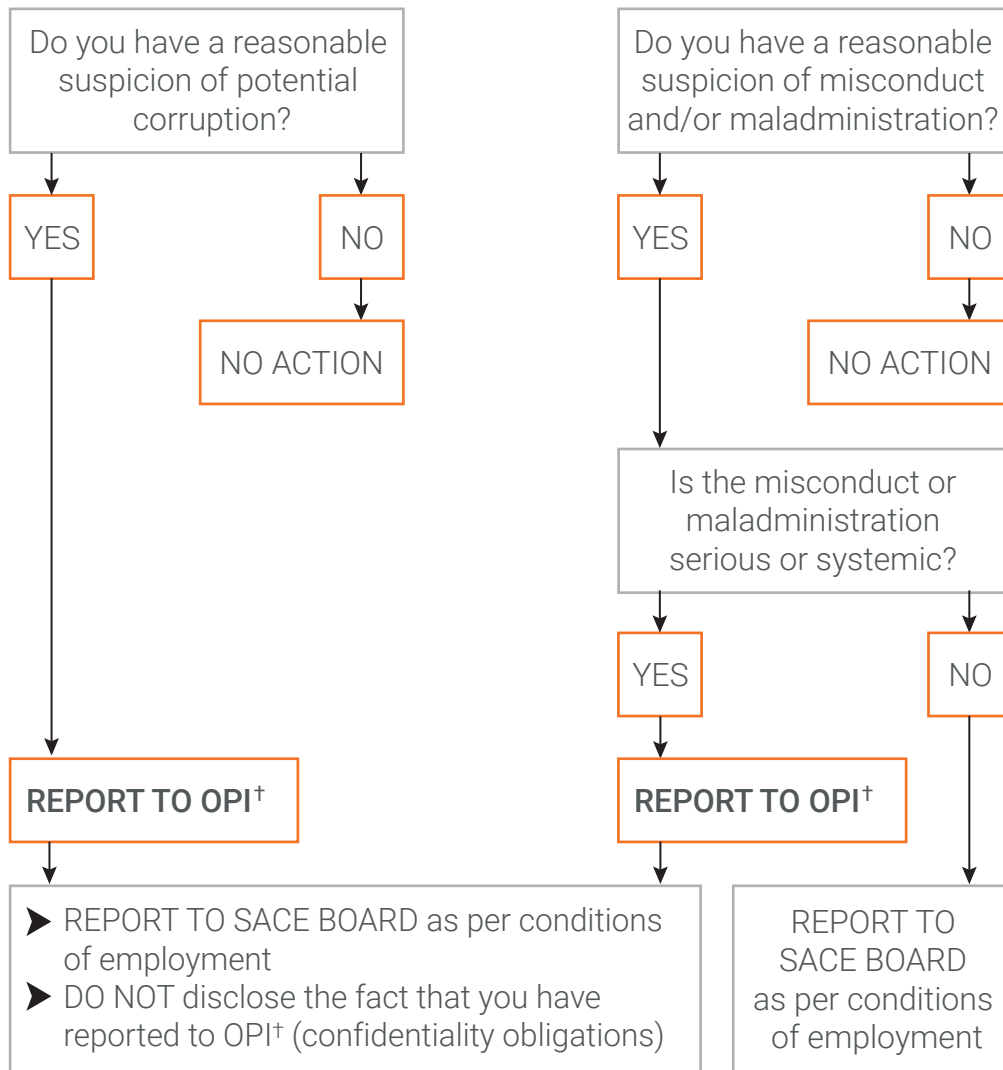 Do you have a reasonable
suspicion of potential
corruption?
YES
NO
NO ACTION
REPORT TO OPI†
Do you have a reasonable
suspicion of misconduct
and/or maladministration?
YES
NO
NO ACTION
Is the misconduct or
maladministration
serious or systemic?
YES
NO
REPORT TO OPI†
➤ REPORT TO SACE BOARD as per conditions
of employment
➤ DO NOT disclose the fact that you have
reported to OPI† (confidentiality obligations)
REPORT TO
SACE BOARD
as per conditions
of employment